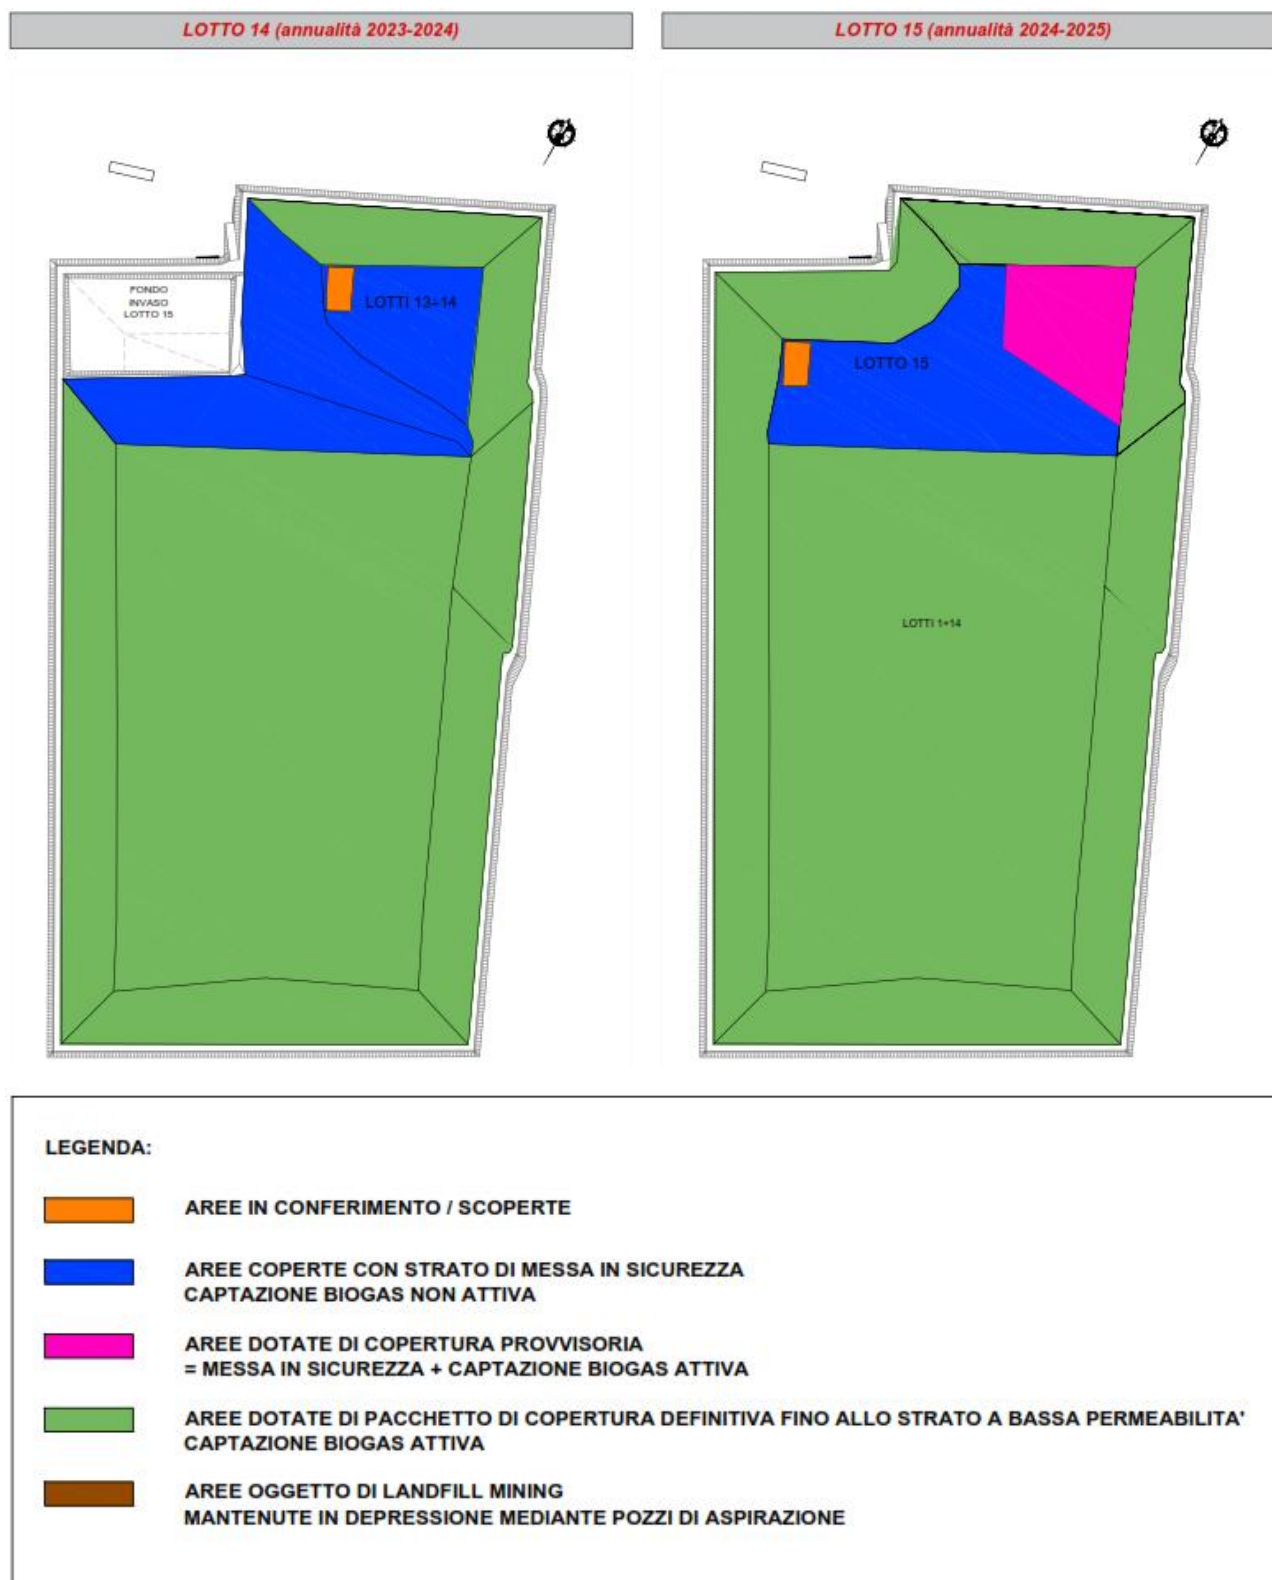 LOTTO 14 (annualità 2023-2024)
LOTTO 15 (annualità 2024-2025)
FONDO
INVASO
LOTTO 15
LOTTI 13÷14
LOTTO 15
LOTTI 1÷14
LEGENDA:
AREE IN CONFERIMENTO / SCOPERTE
AREE COPERTE CON STRATO DI MESSA IN SICUREZZA
CAPTAZIONE BIOGAS NON ATTIVA
AREE DOTATE DI COPERTURA PROVVISORIA
= MESSA IN SICUREZZA + CAPTAZIONE BIOGAS ATTIVA
AREE DOTATE DI PACCHETTO DI COPERTURA DEFINITIVA FINO ALLO STRATO A BASSA PERMEABILITA'
CAPTAZIONE BIOGAS ATTIVA
AREE OGGETTO DI LANDFILL MINING
MANTENUTE IN DEPRESSIONE MEDIANTE POZZI DI ASPIRAZIONE